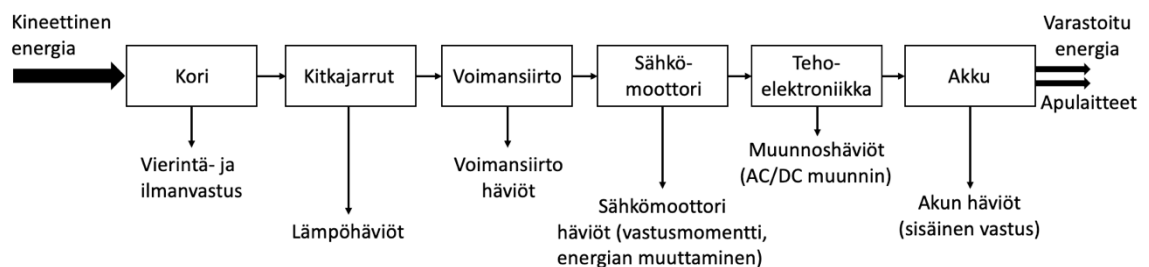 Kineettinen
energia
Kori
Kitkajarrut
Voimansiirto
Sähkö-
moottori
Teho-
elektroniikka
Akku
Varastoitu
energia
Apulaitteet
Vierintä- ja
ilmanvastus
Lämpöhäviöt
Voimansiirto
häviöt
Sähkömoottori
häviöt (vastusmomentti,
energian muuttaminen)
Muunnoshäviöt
(AC/DC muunnin)
Akun häviöt
(sisäinen vastus)